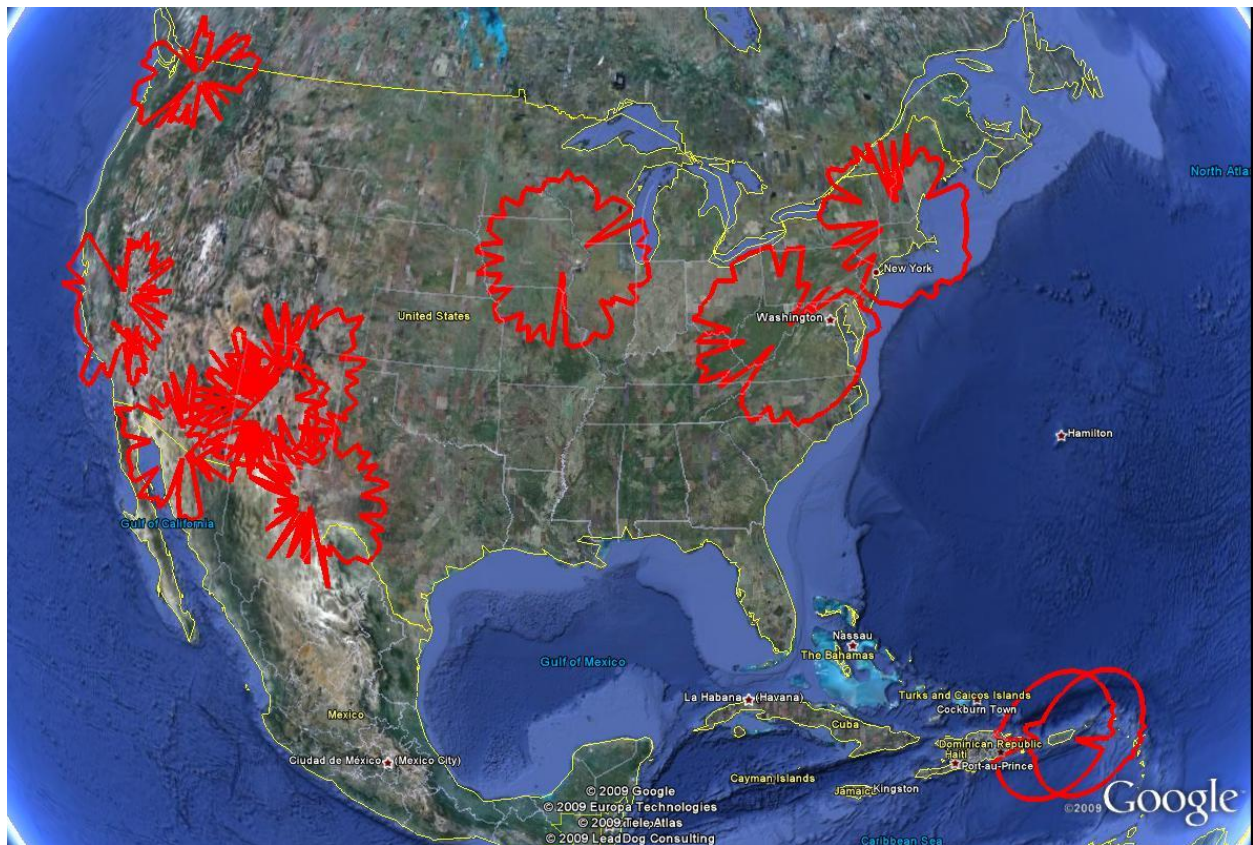 North Atla
New York
United States
Washington
Hamilton
Gulf of California
Nassau
The Bahamas
Gulf of Mexico
La Habana (Havana)
Turks and Caicos Islands
Cockburn Town
Mexico
Cuba
Dominican Republic
Haiti
Port-au-Prince
Ciudad de México (Mexico City)
Cayman Islands
Jamaica Kingston
© 2009 Google
© 2009 Europa Technologies
© 2009 Tele Atlas
© 2009 LeadDog Consulting
©2009 Google
Caribbean Sea